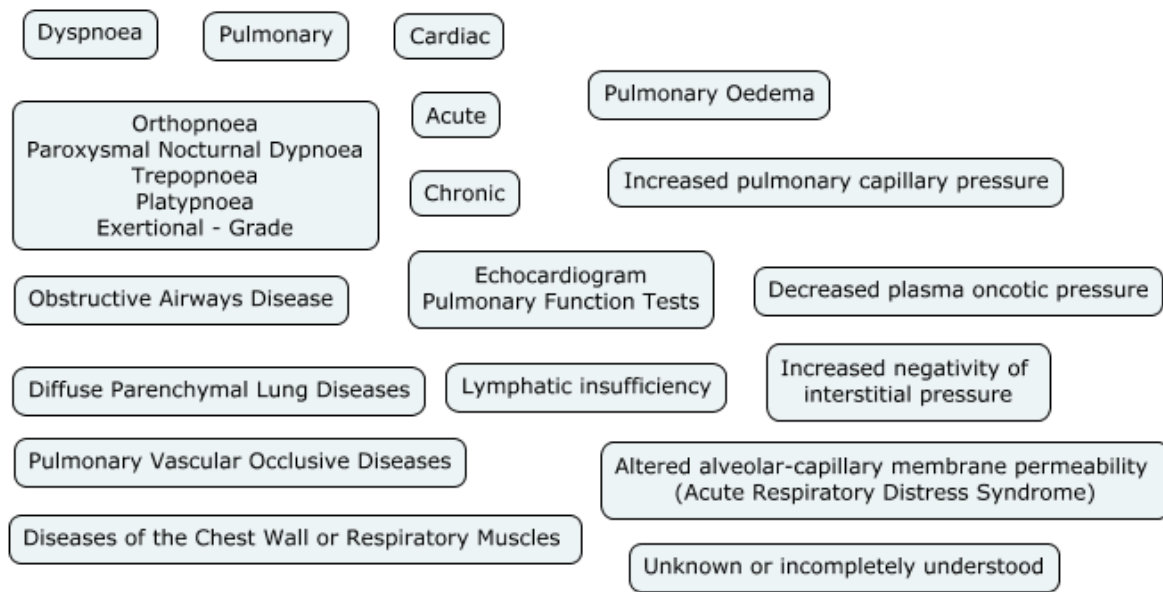 Dyspnoea
Pulmonary
Cardiac
Pulmonary Oedema
Acute
Orthopnoea
Paroxysmal Nocturnal Dypnoea
Trepopnoea
Platypnoea
Exertional - Grade
Chronic
Increased pulmonary capillary pressure
Echocardiogram
Pulmonary Function Tests
Obstructive Airways Disease
Decreased plasma oncotic pressure
Diffuse Parenchymal Lung Diseases
Lymphatic insufficiency
Increased negativity of
interstitial pressure
Pulmonary Vascular Occlusive Diseases
Altered alveolar-capillary membrane permeability
(Acute Respiratory Distress Syndrome)
Diseases of the Chest Wall or Respiratory Muscles
Unknown or incompletely understood